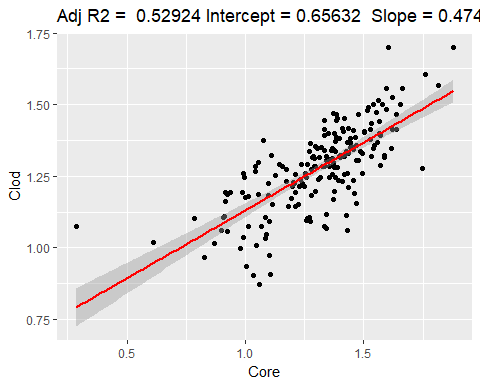 Adj R2 =  0.52924 Intercept = 0.65632  Slope = 0.474
1.75
1.50
1.25
1.00
0.75
Clod
0.5
1.0
1.5
Core